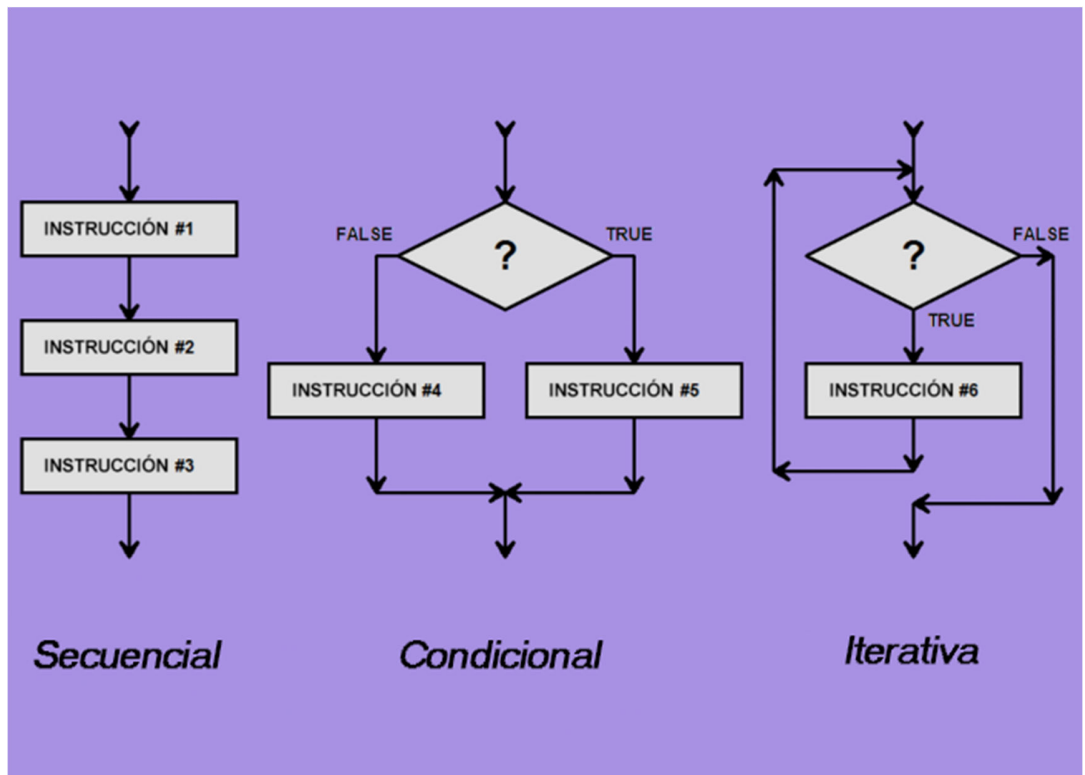 INSTRUCCIÓN #1
INSTRUCCIÓN #2
INSTRUCCIÓN #3
Secuencial
FALSE
TRUE
?
INSTRUCCIÓN #4
INSTRUCCIÓN #5
Condicional
?
FALSE
TRUE
INSTRUCCIÓN #6
Iterativa